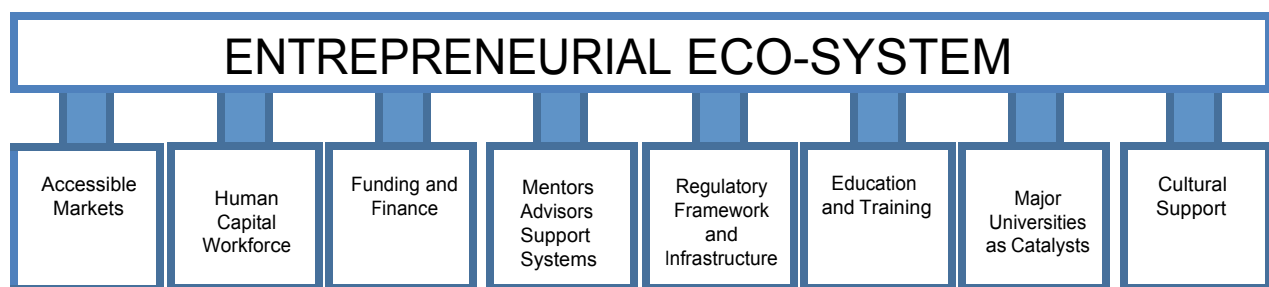 ENTREPRENEURIAL ECO-SYSTEM
Accessible
Markets
Human
Capital
Workforce
Funding and
Finance
Mentors
Advisors
Support
Systems
Regulatory
Framework
and
Infrastructure
Education
and Training
Major
Universities
as Catalysts
Cultural
Support